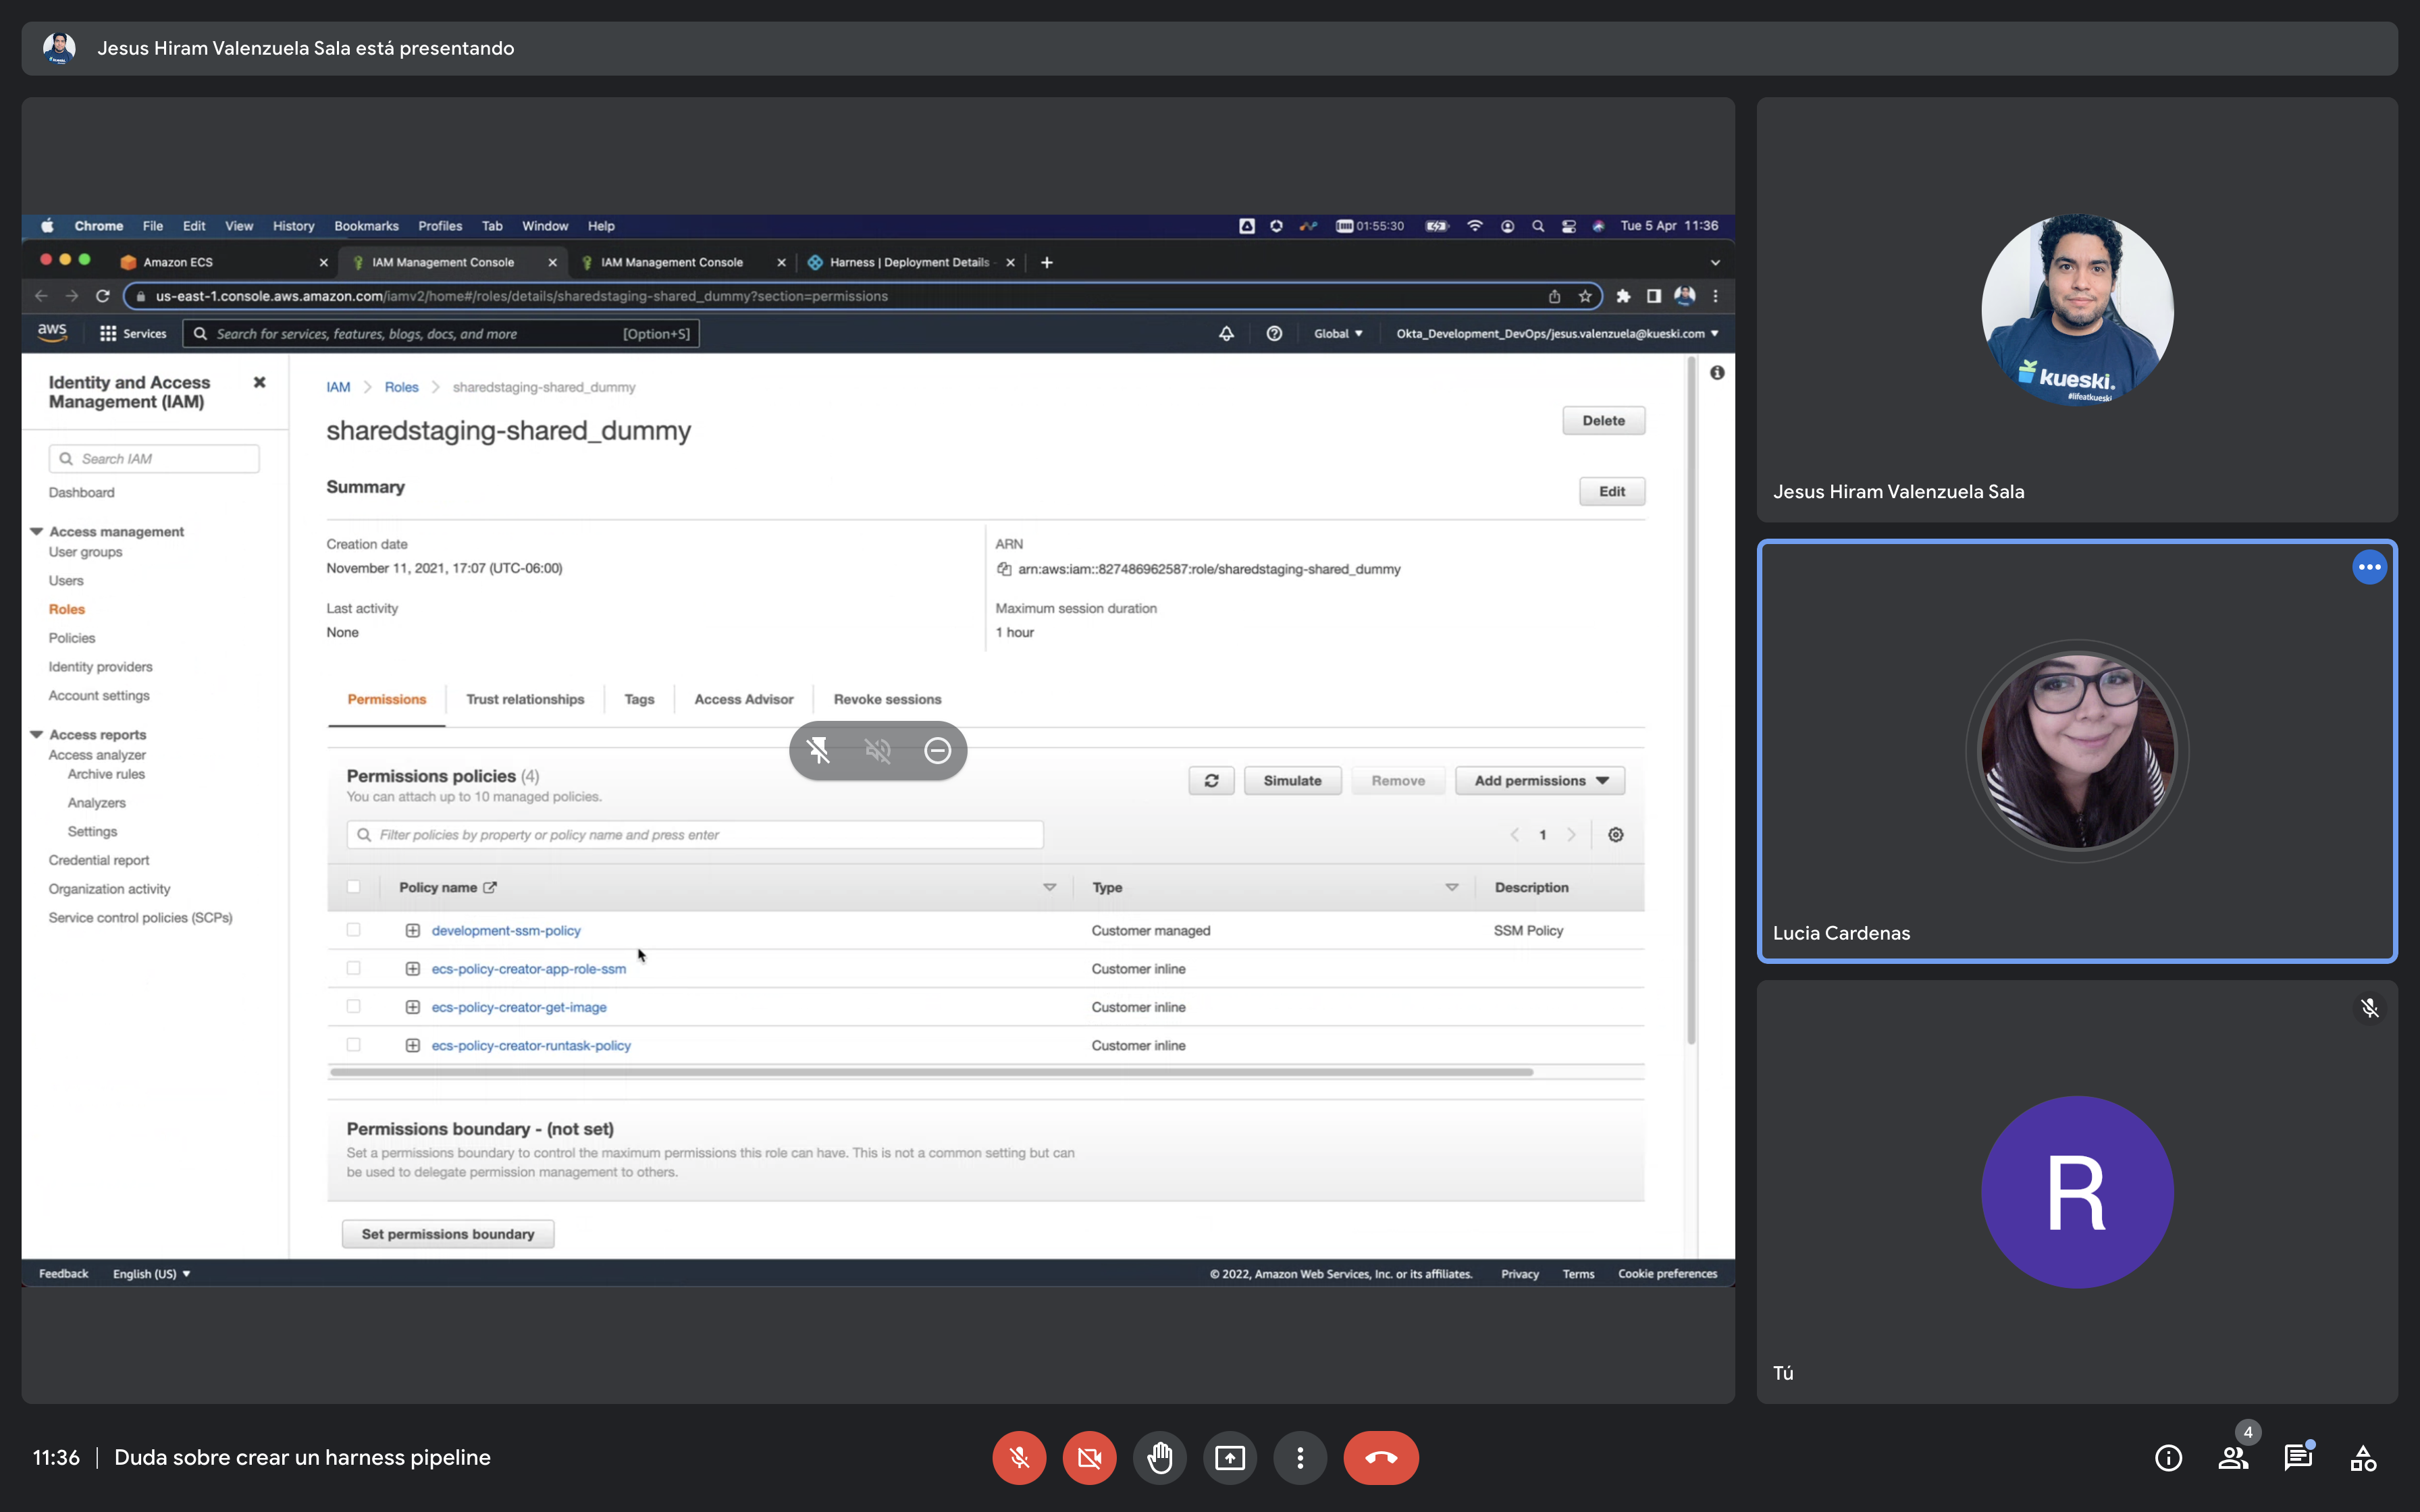 Jesus Hiram Valenzuela Sala está presentando
Chrome File Edit View History Bookmarks Profiles Tab Window Help
01:55:30
Tue 5 Apr 11:36
Amazon ECS
IAM Management Console
IAM Management Console
Harness | Deployment Details
us-east-1.console.aws.amazon.com/iamv2/home#/roles/details/sharedstaging-shared_dummy?section=permissions
aws
Services
Search for services, features, blogs, docs, and more
[Option+S]
Global
Okta_Development_DevOps/jesus.valenzuela@kueski.com
Identity and Access
Management (IAM)
Search IAM
Dashboard
Access management
User groups
Users
Roles
Policies
Identity providers
Account settings
Access reports
Access analyzer
Archive rules
Analyzers
Settings
Credential report
Organization activity
Service control policies (SCPs)
IAM > Roles > sharedstaging-shared_dummy
sharedstaging-shared_dummy
Delete
Summary
Edit
Creation date
November 11, 2021, 17:07 (UTC-06:00)
ARN
arn:aws:iam::827486962587:role/sharedstaging-shared_dummy
Last activity
None
Maximum session duration
1 hour
Permissions
Trust relationships
Tags
Access Advisor
Revoke sessions
Permissions policies (4)
You can attach up to 10 managed policies.
Simulate
Remove
Add permissions
Filter policies by property or policy name and press enter
1
Policy name
Type
Description
development-ssm-policy
Customer managed
SSM Policy
ecs-policy-creator-app-role-ssm
Customer inline
ecs-policy-creator-get-image
Customer inline
ecs-policy-creator-runtask-policy
Customer inline
Permissions boundary - (not set)
Set a permissions boundary to control the maximum permissions this role can have. This is not a common setting but can
be used to delegate permission management to others.
Set permissions boundary
Feedback
English (US)
© 2022, Amazon Web Services, Inc. or its affiliates.
Privacy
Terms
Cookie preferences
kueski.
#lifeatkueski
Jesus Hiram Valenzuela Sala
Lucia Cardenas
R
Tú
11:36
Duda sobre crear un harness pipeline
4